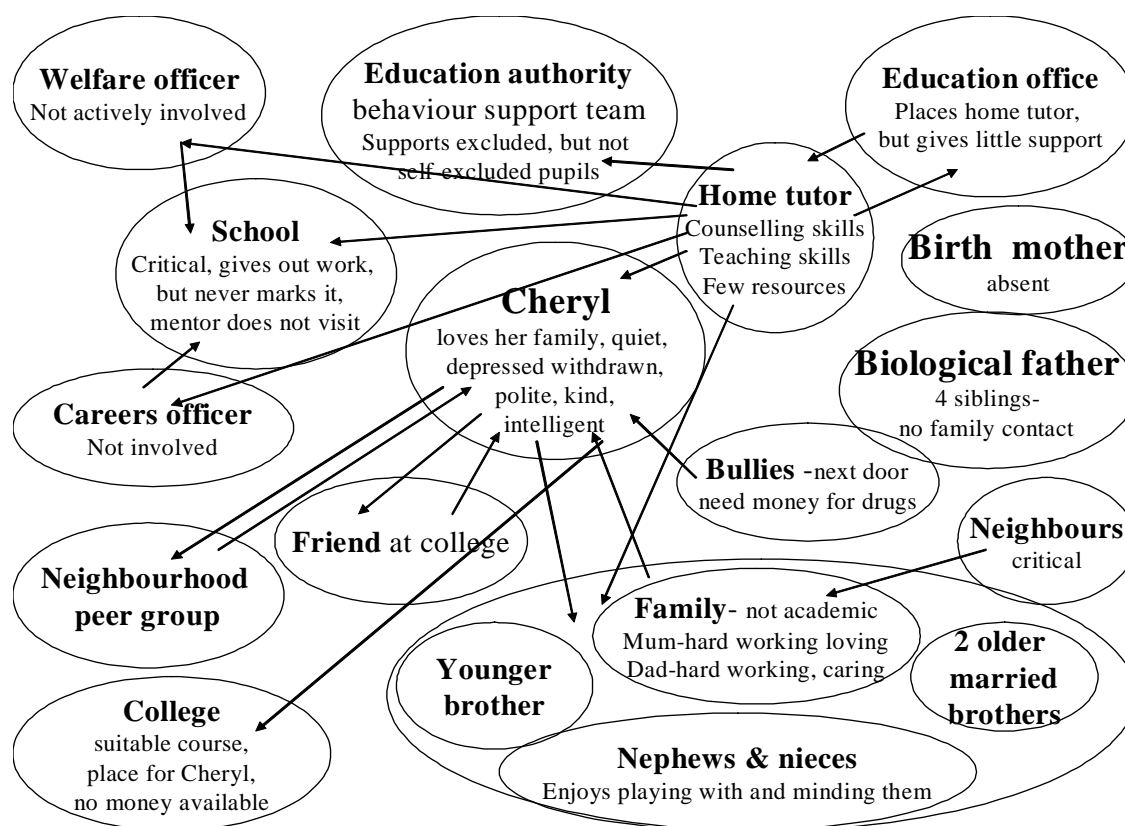 Welfare officer
Not actively involved
Education authority
behaviour support team
Supports excluded, but not
self-excluded pupils
Education office
Places home tutor,
but gives little support
Home tutor
Counselling skills
Teaching skills
Few resources
School
Critical, gives out work,
but never marks it,
mentor does not visit
Birth mother
absent
Cheryl
loves her family, quiet,
depressed withdrawn,
polite, kind,
intelligent
Biological father
4 siblings-
no family contact
Careers officer
Not involved
Bullies -next door
need money for drugs
Friend at college
Neighbours
critical
Neighbourhood
peer group
Family- not academic
Mum-hard working loving
Dad-hard working, caring
Younger
brother
2 older
married
brothers
College
suitable course,
place for Cheryl,
no money available
Nephews & nieces
Enjoys playing with and minding them